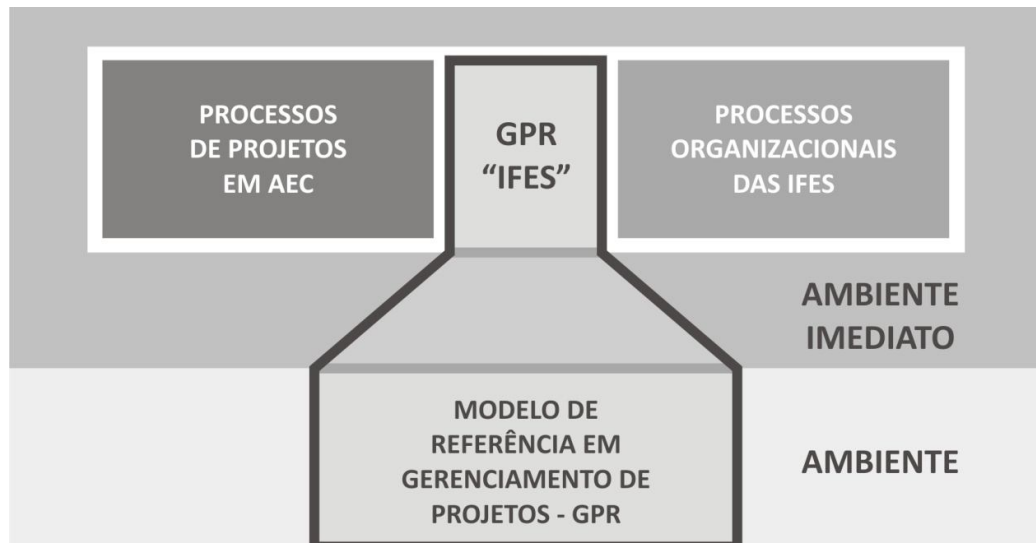 PROCESSOS
DE PROJETOS
EM AEC
GPR
“IFES”
PROCESSOS
ORGANIZACIONAIS
DAS IFES
AMBIENTE
IMEDIATO
MODELO DE
REFERÊNCIA EM
GERENCIAMENTO DE
PROJETOS - GPR
AMBIENTE